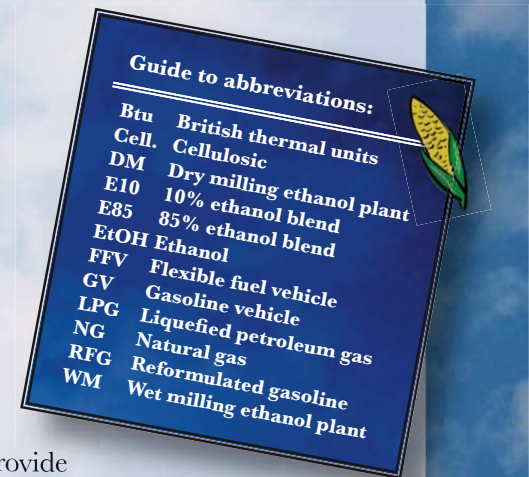 Guide to abbreviations:
Btu British thermal units
Cell. Cellulosic
DM Dry milling ethanol plant
E10 10% ethanol blend
E85 85% ethanol blend
EtOH Ethanol
FFV Flexible fuel vehicle
GV Gasoline vehicle
LPG Liquefied petroleum gas
NG Natural gas
RFG Reformulated gasoline
WM Wet milling ethanol plant